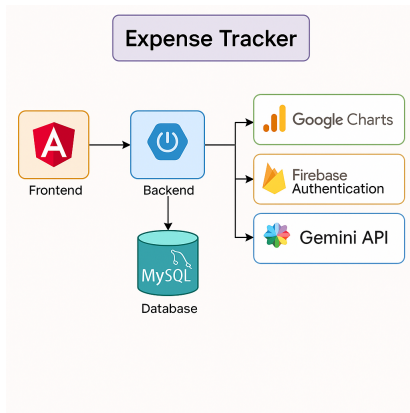 Expense Tracker
Google Charts
Frontend
Backend
Firebase
Authentication
Gemini API
MySQL
Database